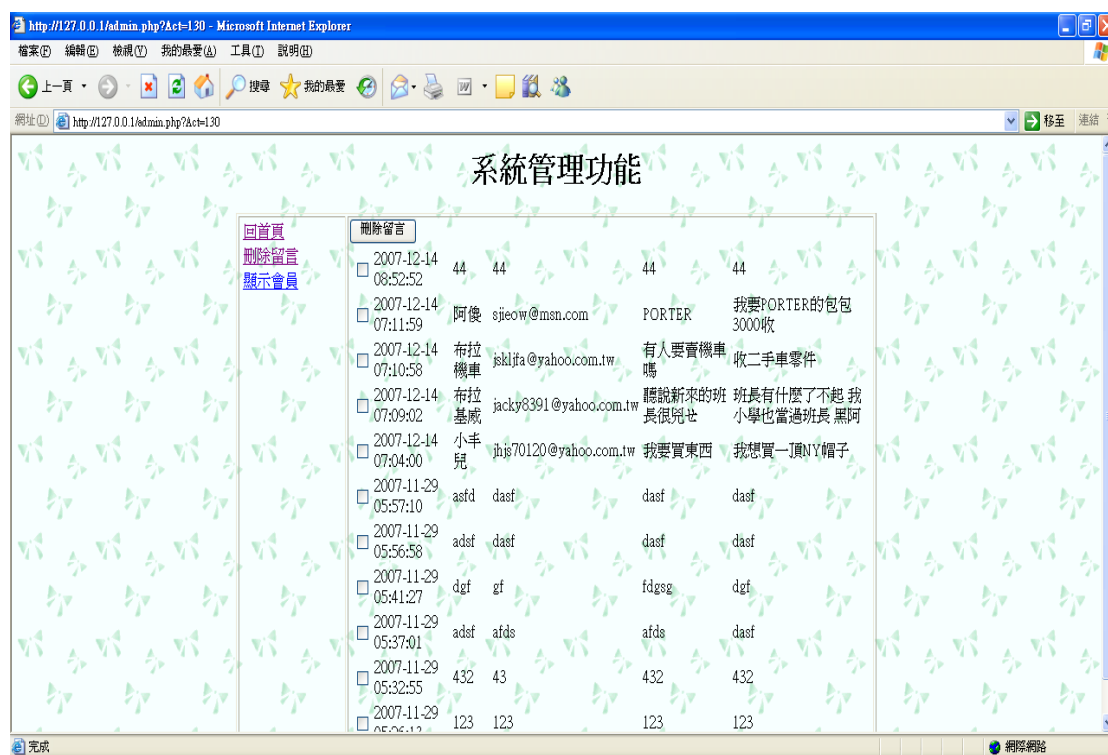 http://127.0.0.1/admin.php?Act=130 - Microsoft Internet Explorer
檔案(F) 編輯(E) 檢視(V) 我的最愛(A) 工具(T) 說明(H)
上一頁 搜尋 我的最愛
網址(D) http://127.0.0.1/admin.php?Act=130 移至 連結
系統管理功能
回首頁
刪除留言
顯示會員
刪除留言
2007-12-14 44 44 44 44
08:52:52
2007-12-14 阿傻 sjieow@msn.com PORTER 我要PORTER的包包
07:11:59 3000收
2007-12-14 布拉 jskljfa@yahoo.com.tw 有人要賣機車 收二手車零件
07:10:58 機車 嗎
2007-12-14 布拉 jacky8391@yahoo.com.tw 聽說新來的班 班長有什麼了不起 我
07:09:02 基威 長很兇ㄝ 小學也當過班長 黑阿
2007-12-14 小丰 jhjs70120@yahoo.com.tw 我要買東西 我想買一頂NY帽子
07:04:00 兒
2007-11-29 asfd dasf dasf dasf
05:57:10
2007-11-29 adsf dasf dasf dasf
05:56:58
2007-11-29 dgf gf fdgsg dgf
05:41:27
2007-11-29 adsf afds afds dasf
05:37:01
2007-11-29 432 43 432 432
05:32:55
2007-11-29 123 123 123 123
完成 網際網路